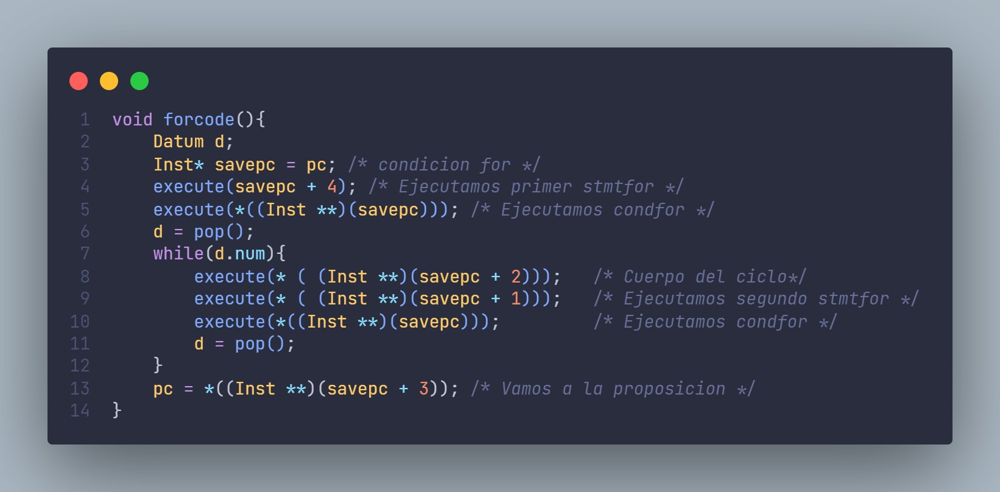 1 void forcode(){
2     Datum d;
3     Inst* savepc = pc; /* condicion for */
4     execute(savepc + 4); /* Ejecutamos primer stmtfor */
5     execute(*((Inst **)(savepc))); /* Ejecutamos condfor */
6     d = pop();
7     while(d.num){
8         execute(* ( (Inst **)(savepc + 2)));   /* Cuerpo del ciclo*/
9         execute(* ( (Inst **)(savepc + 1)));   /* Ejecutamos segundo stmtfor */
10         execute(*((Inst **)(savepc)));         /* Ejecutamos condfor */
11         d = pop();
12     }
13     pc = *((Inst **)(savepc + 3)); /* Vamos a la proposicion */
14 }